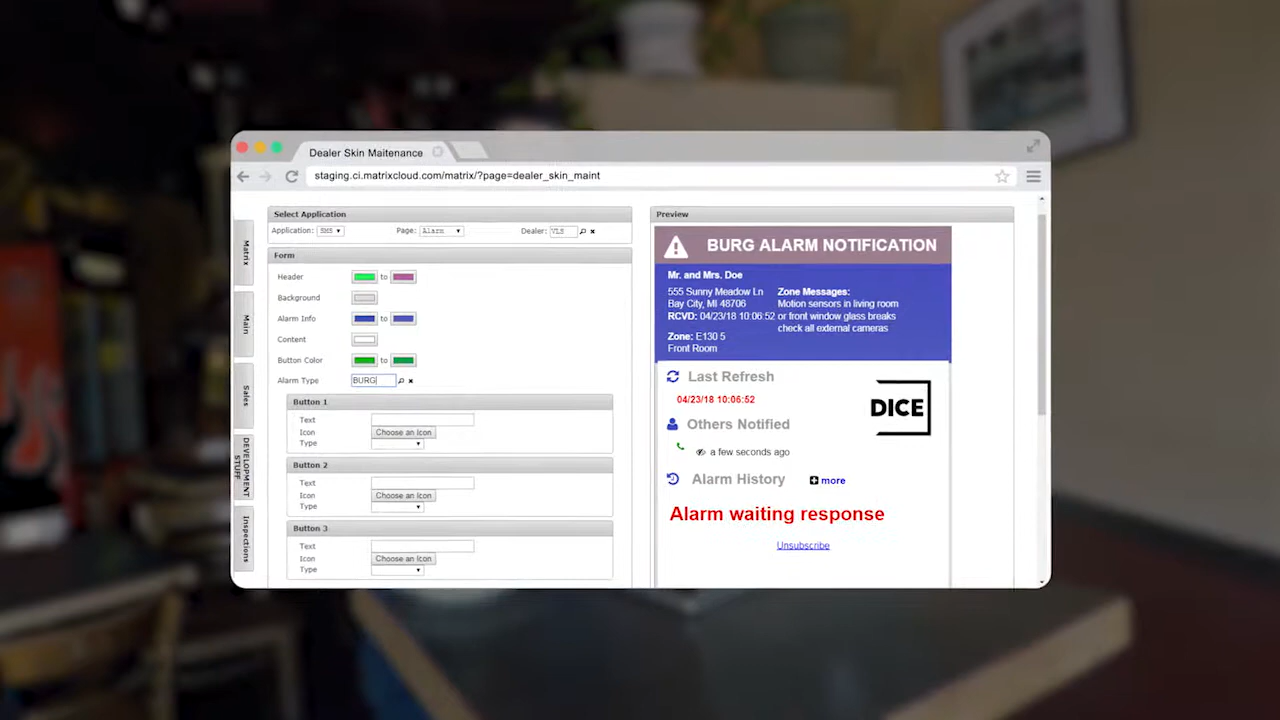 Dealer Skin Maitenance
staging.ci.matrixcloud.com/matrix/?page=dealer_skin_maint
Matrix
Main
Sales
DEVELOPMENT STUFF
Inspections
Select Application
Application: SMS
Page: Alarm
Dealer: VLS
Form
Header to
Background
Alarm Info to
Content
Button Color to
Alarm Type BURG
Button 1
Text
Icon Choose an Icon
Type
Button 2
Text
Icon Choose an Icon
Type
Button 3
Text
Icon Choose an Icon
Type
Preview
BURG ALARM NOTIFICATION
Mr. and Mrs. Doe
555 Sunny Meadow Ln
Bay City, MI 48706
RCVD: 04/23/18 10:06:52
Zone: E130 5
Front Room
Zone Messages:
Motion sensors in living room
or front window glass breaks
check all external cameras
Last Refresh
04/23/18 10:06:52
DICE
Others Notified
a few seconds ago
Alarm History
more
Alarm waiting response
Unsubscribe